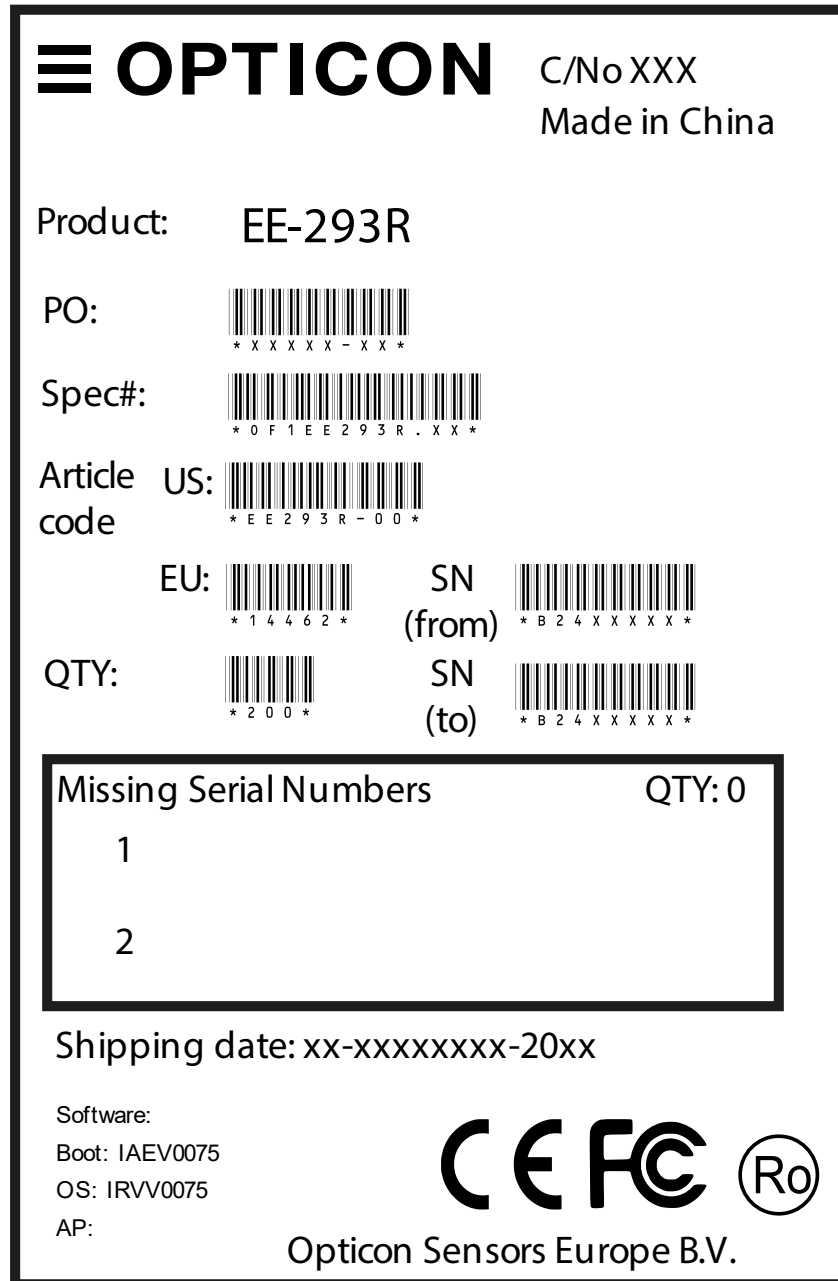 OPTICON
C/No XXX
Made in China
Product: EE-293R
PO:
*XXXXX-XX*
Spec#:
*0F1EE293R.XX*
Article code
US:
*EE293R-00*
EU:
*14462*
SN (from)
*B24XXXXX*
QTY:
*200*
SN (to)
*B24XXXXX*
Missing Serial Numbers QTY: 0
1
2
Shipping date: xx-xxxxxxxx-20xx
Software:
Boot: IAEV0075
OS: IRVV0075
AP:
CE FC Ro
Opticon Sensors Europe B.V.